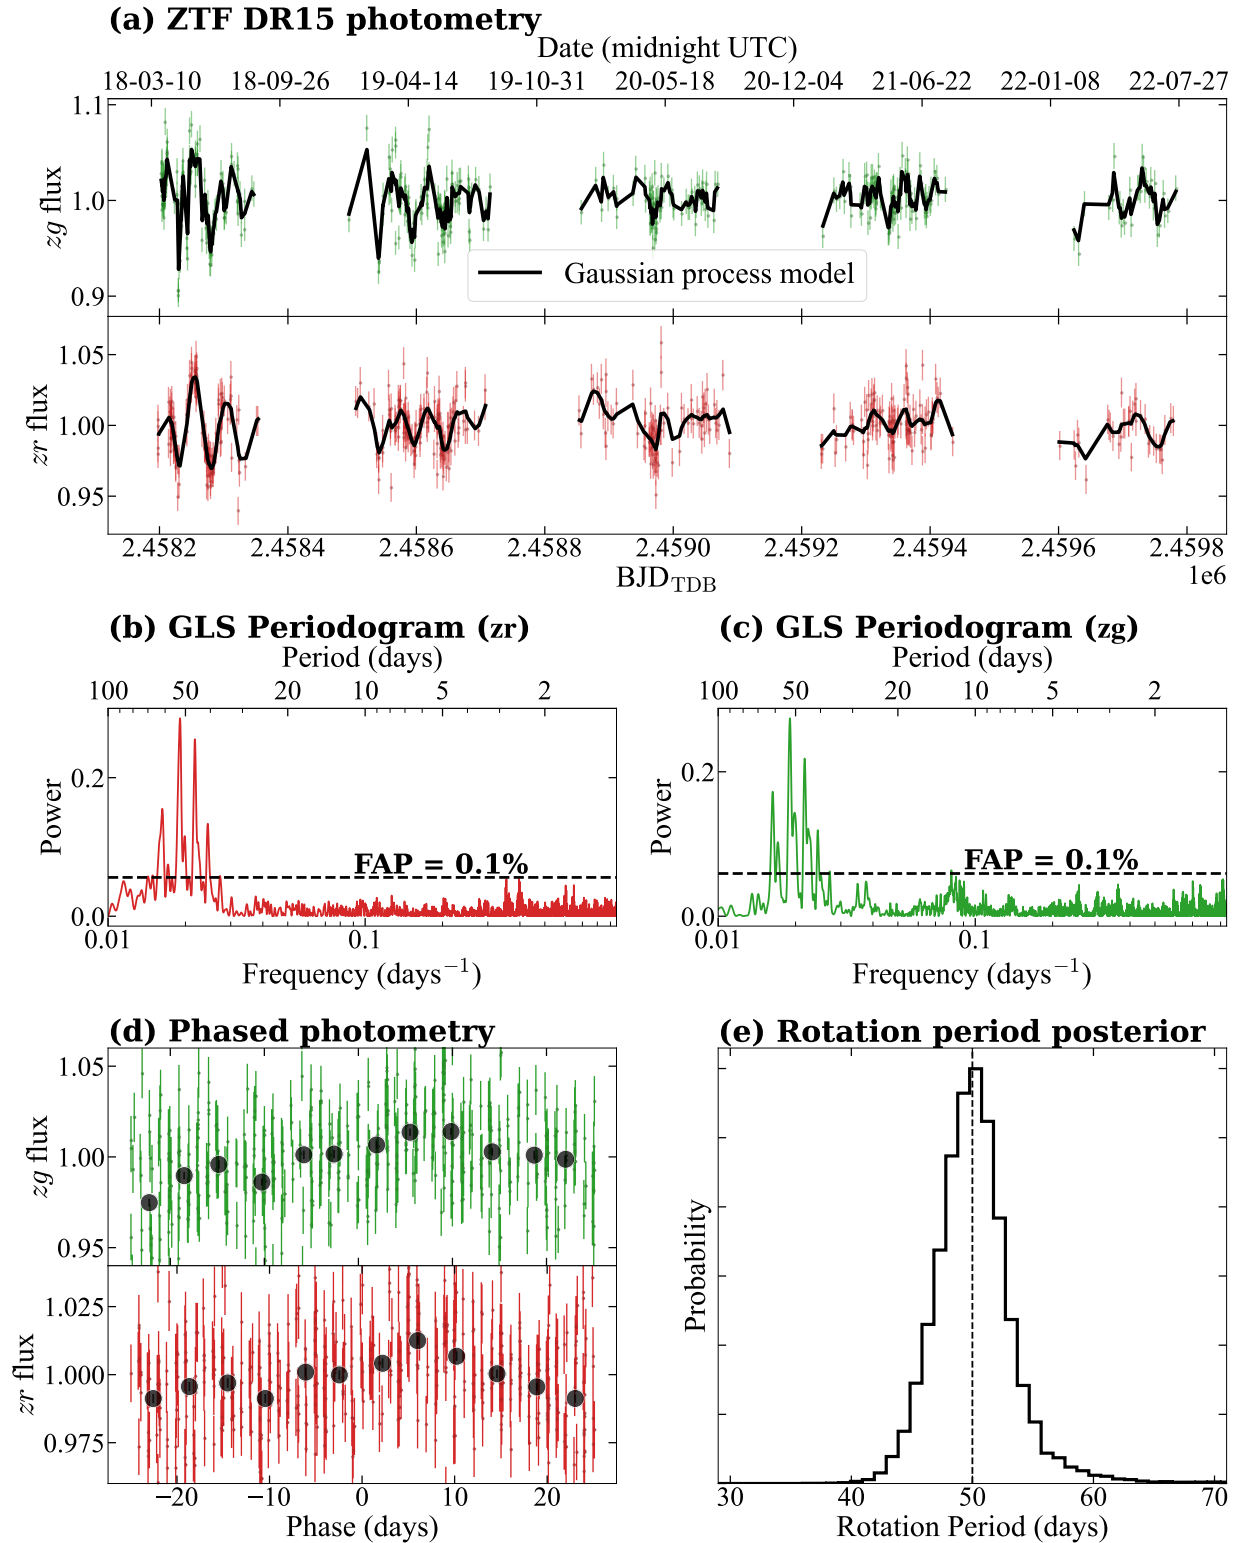 (a) ZTF DR15 photometry
Date (midnight UTC)
18-03-10 18-09-26 19-04-14 19-10-31 20-05-18 20-12-04 21-06-22 22-01-08 22-07-27
1.1
1.0
0.9
zg flux
Gaussian process model
1.05
1.00
0.95
zr flux
2.4582 2.4584 2.4586 2.4588 2.4590 2.4592 2.4594 2.4596 2.4598
1e6
BJD_TDB
(b) GLS Periodogram (zr)
Period (days)
100 50 20 10 5 2
0.2
0.0
Power
FAP = 0.1%
0.01 0.1
Frequency (days⁻¹)
(c) GLS Periodogram (zg)
Period (days)
100 50 20 10 5 2
0.2
0.0
Power
FAP = 0.1%
0.01 0.1
Frequency (days⁻¹)
(d) Phased photometry
1.05
1.00
0.95
zg flux
1.025
1.000
0.975
zr flux
−20 −10 0 10 20
Phase (days)
(e) Rotation period posterior
Probability
30 40 50 60 70
Rotation Period (days)